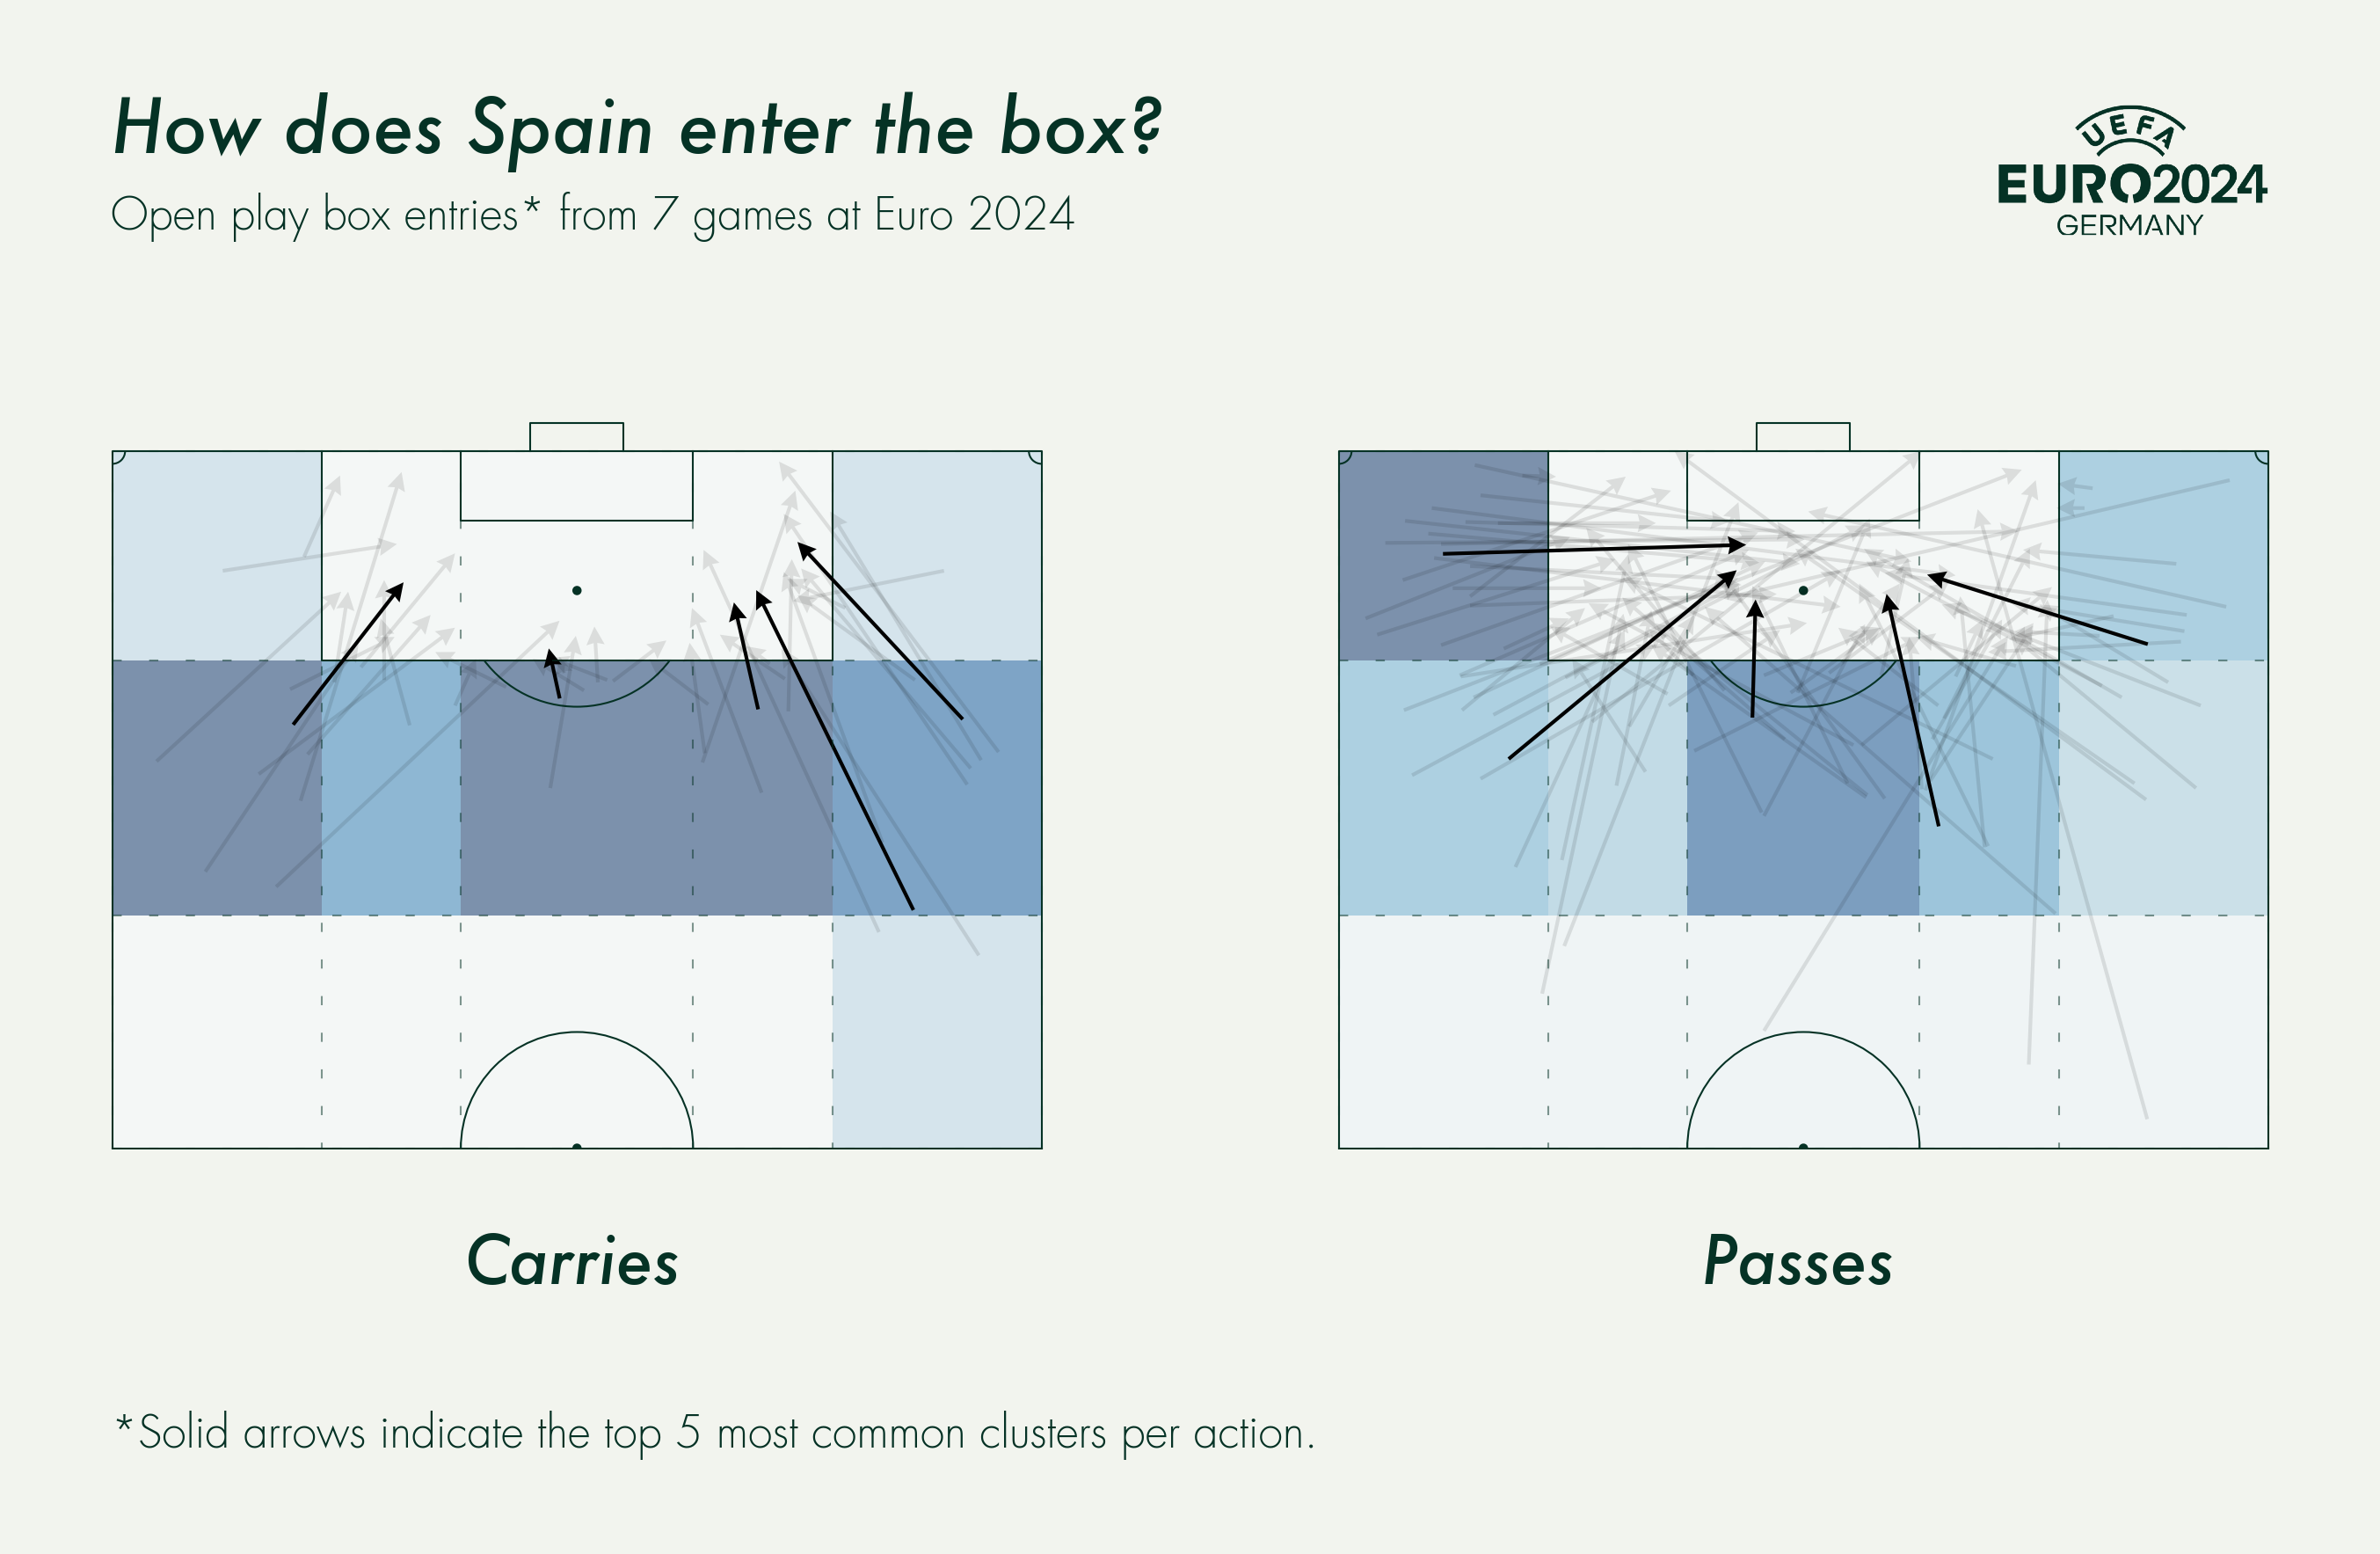 How does Spain enter the box?
Open play box entries* from 7 games at Euro 2024
UEFA
EURO2024
GERMANY
Carries
Passes
*Solid arrows indicate the top 5 most common clusters per action.